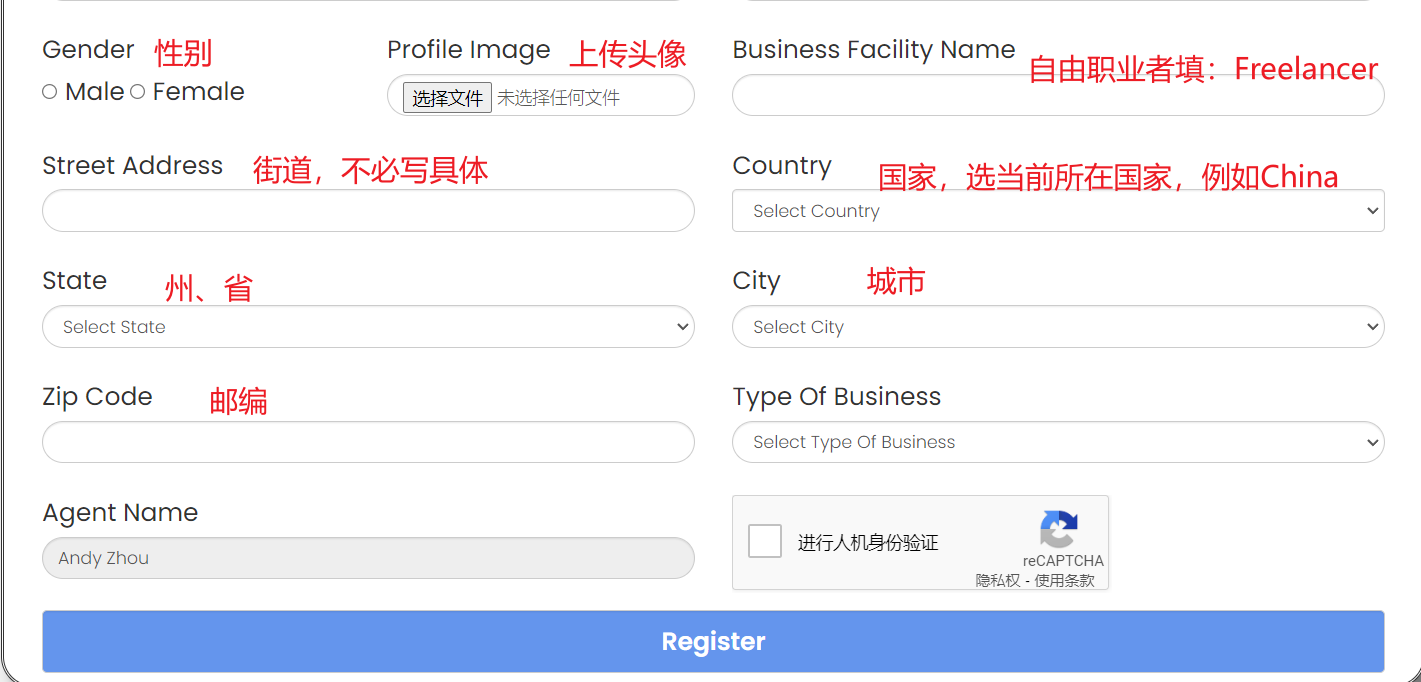 Gender 性别
Male Female
Profile Image 上传头像
选择文件 未选择任何文件
Business Facility Name
自由职业者填：Freelancer
Street Address 街道，不必写具体
Country 国家，选当前所在国家，例如China
Select Country
State 州、省
Select State
City 城市
Select City
Zip Code 邮编
Type Of Business
Select Type Of Business
Agent Name
Andy Zhou
进行人机身份验证
reCAPTCHA
隐私权 - 使用条款
Register